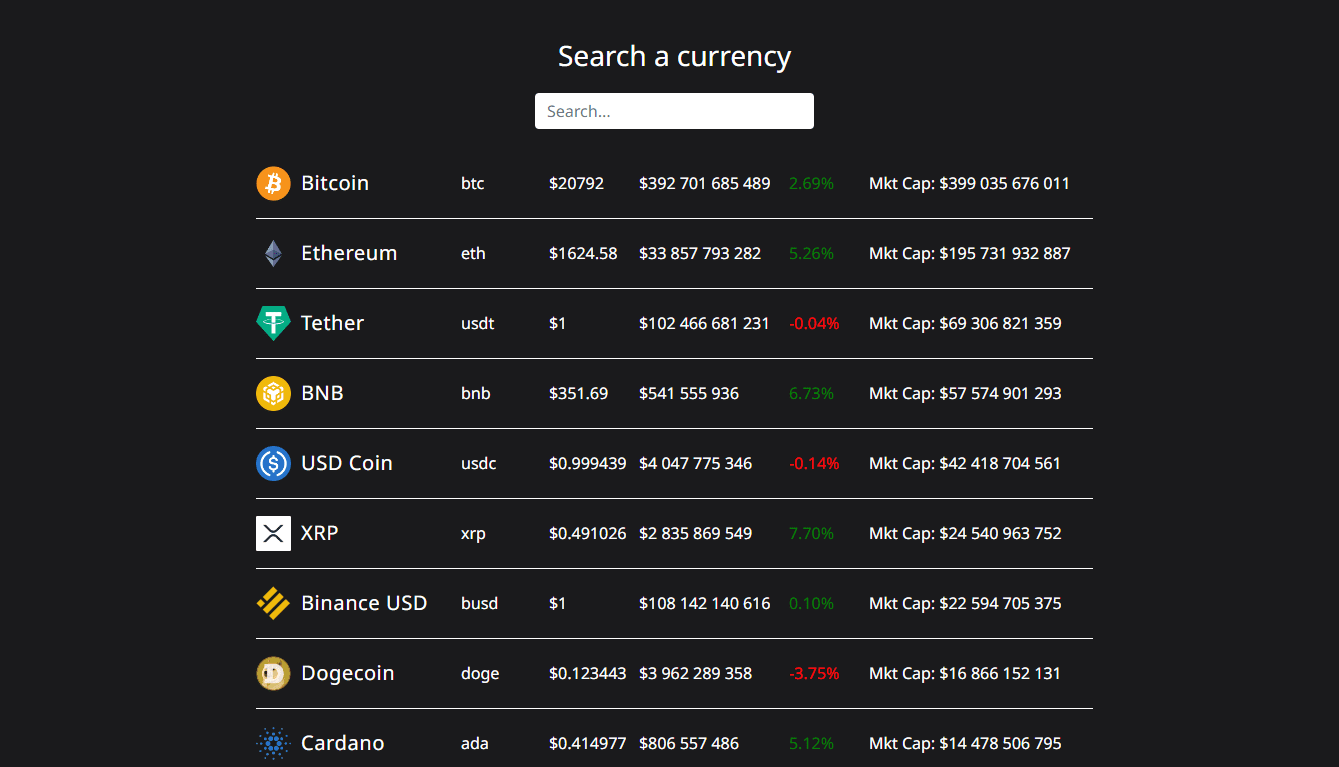 Search a currency
Search...
Bitcoin btc $20792 $392 701 685 489 2.69% Mkt Cap: $399 035 676 011
Ethereum eth $1624.58 $33 857 793 282 5.26% Mkt Cap: $195 731 932 887
Tether usdt $1 $102 466 681 231 -0.04% Mkt Cap: $69 306 821 359
BNB bnb $351.69 $541 555 936 6.73% Mkt Cap: $57 574 901 293
USD Coin usdc $0.999439 $4 047 775 346 -0.14% Mkt Cap: $42 418 704 561
XRP xrp $0.491026 $2 835 869 549 7.70% Mkt Cap: $24 540 963 752
Binance USD busd $1 $108 142 140 616 0.10% Mkt Cap: $22 594 705 375
Dogecoin doge $0.123443 $3 962 289 358 -3.75% Mkt Cap: $16 866 152 131
Cardano ada $0.414977 $806 557 486 5.12% Mkt Cap: $14 478 506 795